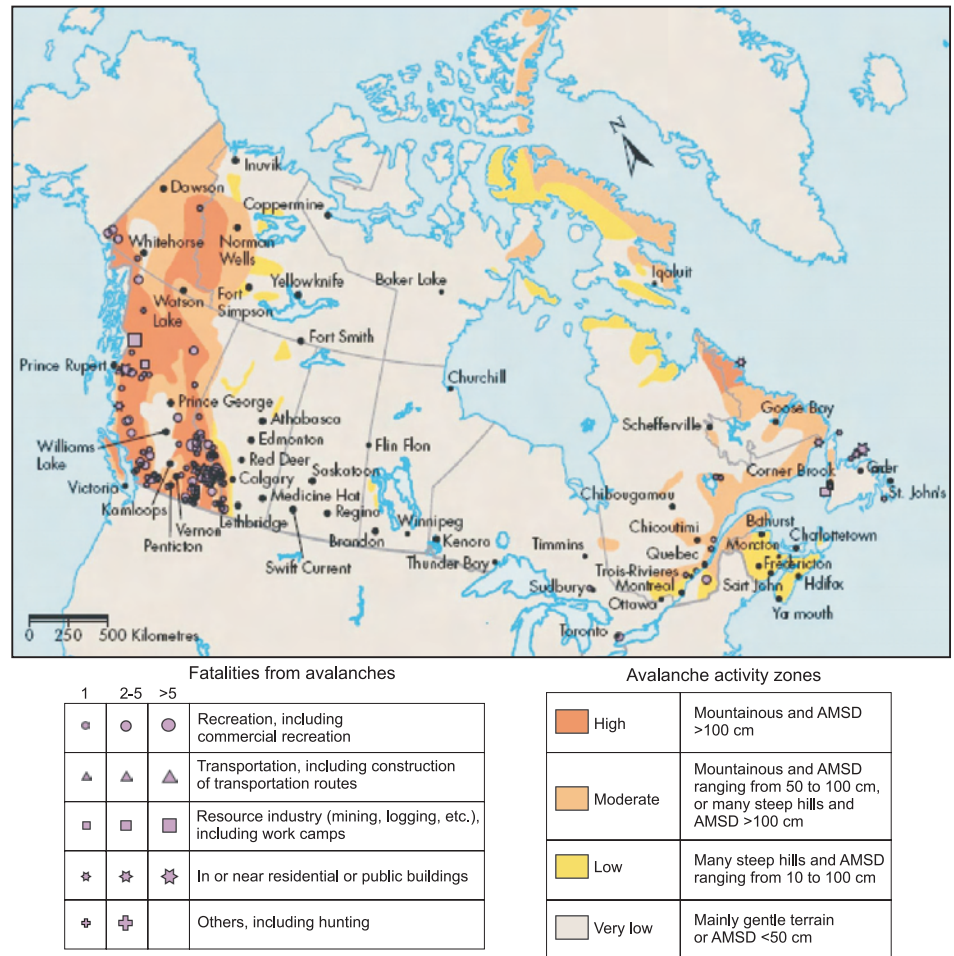 N
Inuvik
Dawson
Coppermine
Whitehorse
Norman
Wells
Baker Lake
Iqaluit
Yellowknife
Watson
Lake
Fort
Simpson
Fort Smith
Prince Rupert
Churchill
Prince George
Goose Bay
Athabasca
Schefferville
Williams
Lake
Edmonton
Flin Flon
Red Deer
Saskatoon
Corner Brook
Calgary
Victoria
Medicine Hat
Chibougamau
St. John's
Kamloops
Regina
Lethbridge
Winnipeg
Bathurst
Vernon
Chicoutimi
Brandon
Kenora
Moncton
Charlottetown
Penticton
Timmins
Quebec
Swift Current
Thunder Bay
Trois-Rivieres
Fredericton
Sudbury
Montreal
Saint John
Halifax
Ottawa
Yarmouth
0 250 500 Kilometres
Toronto
Fatalities from avalanches
1 2-5 >5
Recreation, including
commercial recreation
Transportation, including construction
of transportation routes
Resource industry (mining, logging, etc.),
including work camps
In or near residential or public buildings
Others, including hunting
Avalanche activity zones
High
Mountainous and AMSD
>100 cm
Moderate
Mountainous and AMSD
ranging from 50 to 100 cm,
or many steep hills and
AMSD >100 cm
Low
Many steep hills and AMSD
ranging from 10 to 100 cm
Very low
Mainly gentle terrain
or AMSD <50 cm